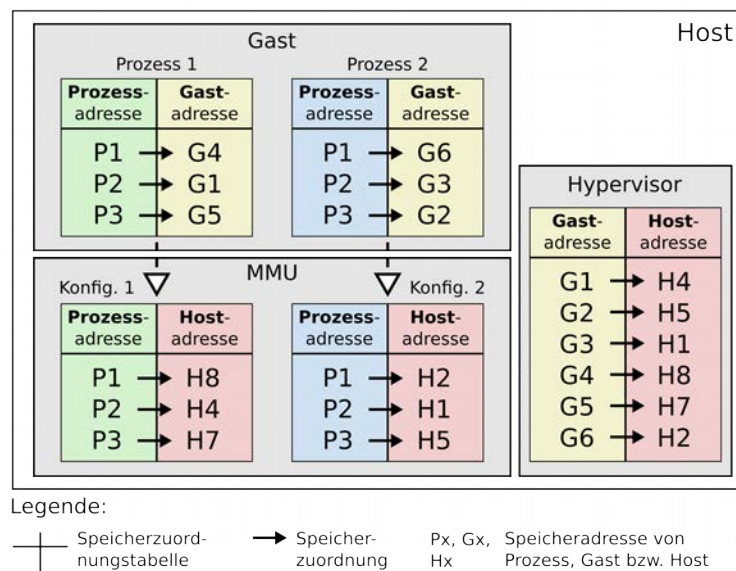 Host
Gast
Prozess 1
Prozess-
adresse
Gast-
adresse
P1 G4
P2 G1
P3 G5
Prozess 2
Prozess-
adresse
Gast-
adresse
P1 G6
P2 G3
P3 G2
MMU
Konfig. 1
Prozess-
adresse
Host-
adresse
P1 H8
P2 H4
P3 H7
Konfig. 2
Prozess-
adresse
Host-
adresse
P1 H2
P2 H1
P3 H5
Hypervisor
Gast-
adresse
Host-
adresse
G1 H4
G2 H5
G3 H1
G4 H8
G5 H7
G6 H2
Legende:
Speicherzuord-
nungstabelle
Speicher-
zuordnung
Px, Gx,
Hx
Speicheradresse von
Prozess, Gast bzw. Host